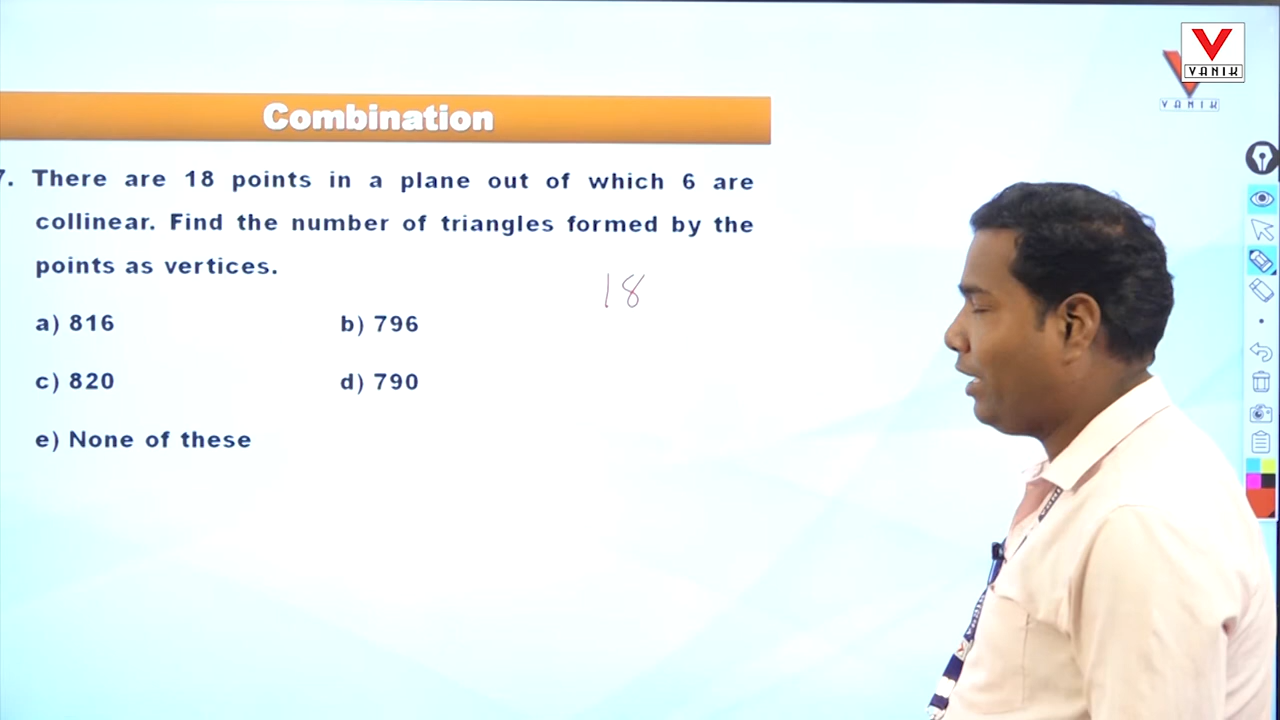 VANIK
VANIK
Combination
7. There are 18 points in a plane out of which 6 are
collinear. Find the number of triangles formed by the
points as vertices.
18
a) 816
b) 796
c) 820
d) 790
e) None of these